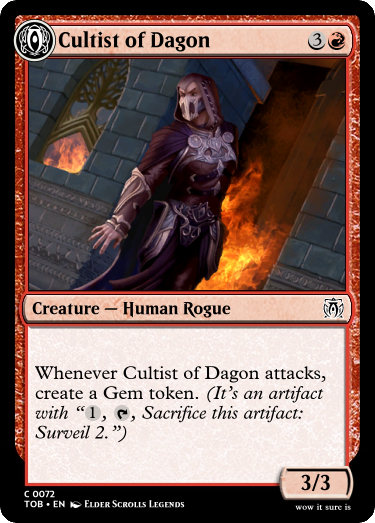 Cultist of Dagon 3
Creature — Human Rogue
Whenever Cultist of Dagon attacks,
create a Gem token. (It's an artifact
with “1, , Sacrifice this artifact:
Surveil 2.”)
3/3
C 0072
TOB • EN Elder Scrolls Legends
wow it sure is